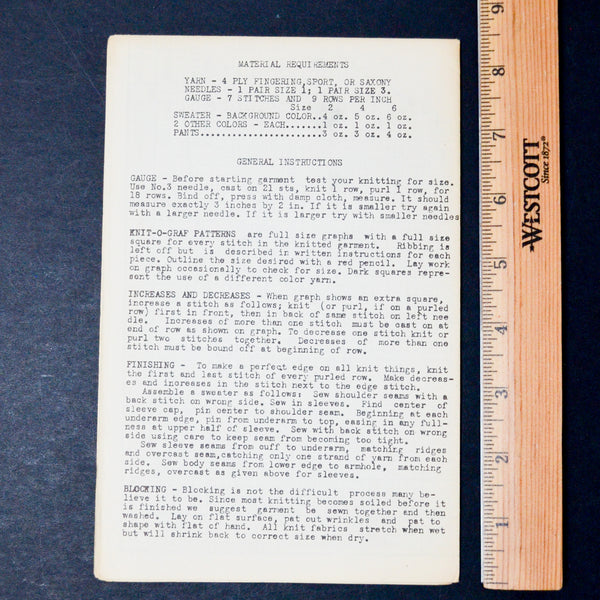 MATERIAL REQUIREMENTS
YARN - 4 PLY FINGERING,SPORT, OR SAXONY
NEEDLES - 1 PAIR SIZE 1; 1 PAIR SIZE 3.
GAUGE - 7 STITCHES AND 9 ROWS PER INCH
Size 2 4 6
SWEATER - BACKGROUND COLOR..4 oz. 5 oz. 6 oz.
2 OTHER COLORS - EACH.......1 oz. 1 oz. 1 oz.
PANTS.......................3 oz. 3 oz. 4 oz.
GENERAL INSTRUCTIONS
GAUGE - Before starting garment test your knitting for size.
Use No.3 needle, cast on 21 sts, knit 1 row, purl 1 row, for
18 rows. Bind off, press with damp cloth, measure. It should
measure exactly 3 inches by 2 in. If it is smaller try again
with a larger needle. If it is larger try with smaller needles
KNIT-O-GRAF PATTERNS are full size graphs with a full size
square for every stitch in the knitted garment. Ribbing is
left off but is described in written instructions for each
piece. Outline the size desired with a red pencil. Lay work
on graph occasionally to check for size. Dark squares repre-
sent the use of a different color yarn.
INCREASES AND DECREASES - When graph shows an extra square,
increase a stitch as follows; knit (or purl, if on a purled
row) first in front, then in back of same stitch on left nee
dle. Increases of more than one stitch must be cast on at
end of row as shown on graph. To decrease one stitch knit or
purl two stitches together. Decreases of more than one
stitch must be bound off at beginning of row.
FINISHING - To make a perfect edge on all knit things, knit
the first and last stitch of every purled row. Make decreas-
es and increases in the stitch next to the edge stitch.
Assemble a sweater as follows: Sew shoulder seams with a
back stitch on wrong side. Sew in sleeves. Find center of
sleeve cap, pin center to shoulder seam. Beginning at each
underarm edge, pin from underarm to top, easing in any full-
ness at upper half of sleeve. Sew with back stitch on wrong
side using care to keep seam from becoming too tight.
Sew sleeve seams from cuff to underarm, matching ridges
and overcast seam,catching only one strand of yarn from each
side. Sew body seams from lower edge to armhole, matching
ridges, overcast as given above for sleeves.
BLOCKING - Blocking is not the difficult process many be-
lieve it to be. Since most knitting becomes soiled before it
is finished we suggest garment be sewn together and then
washed. Lay on flat surface, pat out wrinkles and pat to
shape with flat of hand. All knit fabrics stretch when wet
but will shrink back to correct size when dry.
9
8
7
6
5
4
3
2
1
WESTCOTT®
Since 1872